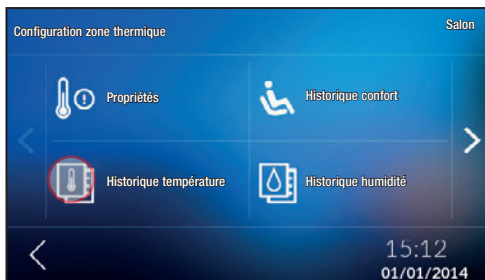 Configuration zone thermique
Salon
Propriétés
Historique confort
Historique température
Historique humidité
15:12
01/01/2014